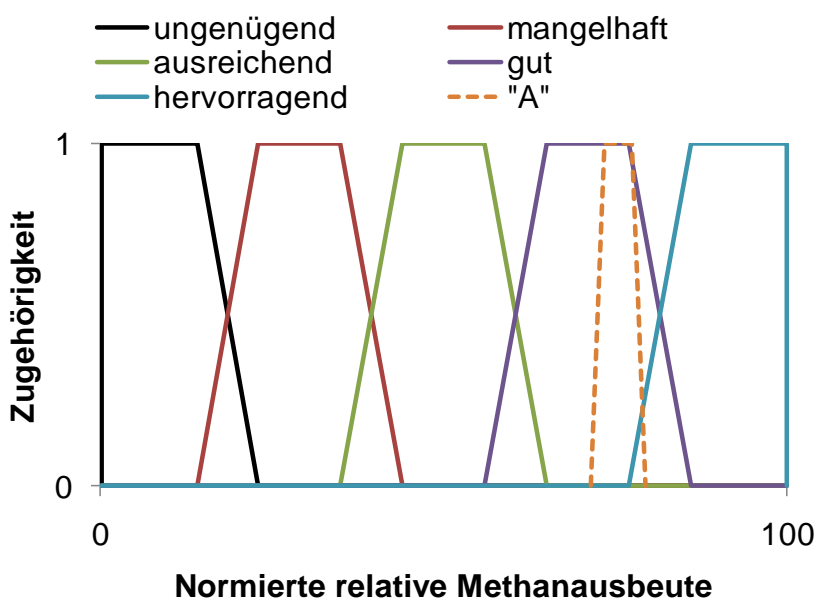 ungenügend mangelhaft
ausreichend gut
hervorragend "A"
1
Zugehörigkeit
0
0 100
Normierte relative Methanausbeute